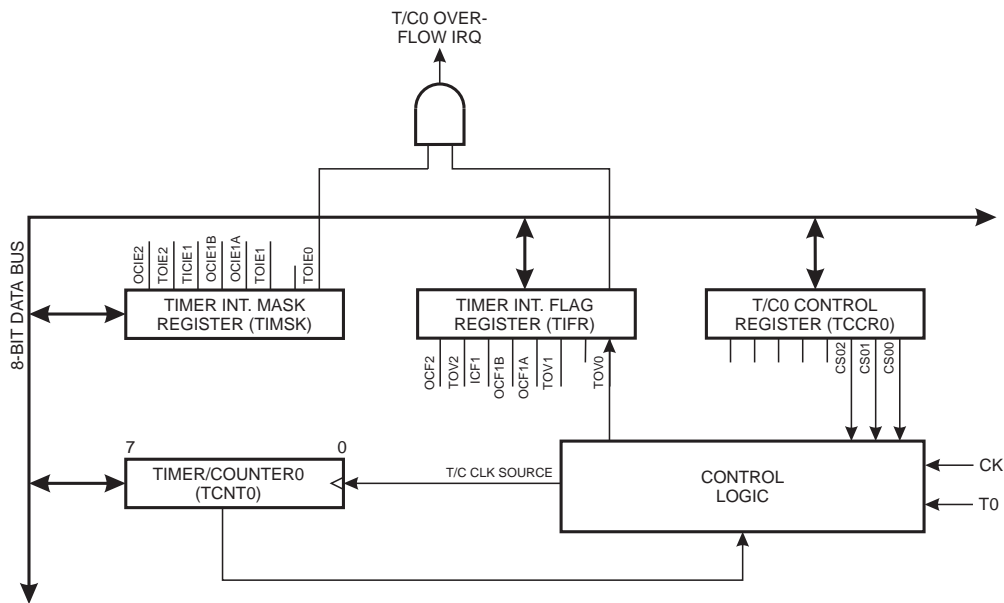 T/C0 OVER-
FLOW IRQ
8-BIT DATA BUS
OCIE2
TOIE2
TICIE1
OCIE1B
OCIE1A
TOIE1
TOIE0
TIMER INT. MASK
REGISTER (TIMSK)
TIMER INT. FLAG
REGISTER (TIFR)
T/C0 CONTROL
REGISTER (TCCR0)
OCF2
TOV2
ICF1
OCF1B
OCF1A
TOV1
TOV0
CS02
CS01
CS00
7
0
TIMER/COUNTER0
(TCNT0)
T/C CLK SOURCE
CONTROL
LOGIC
CK
T0